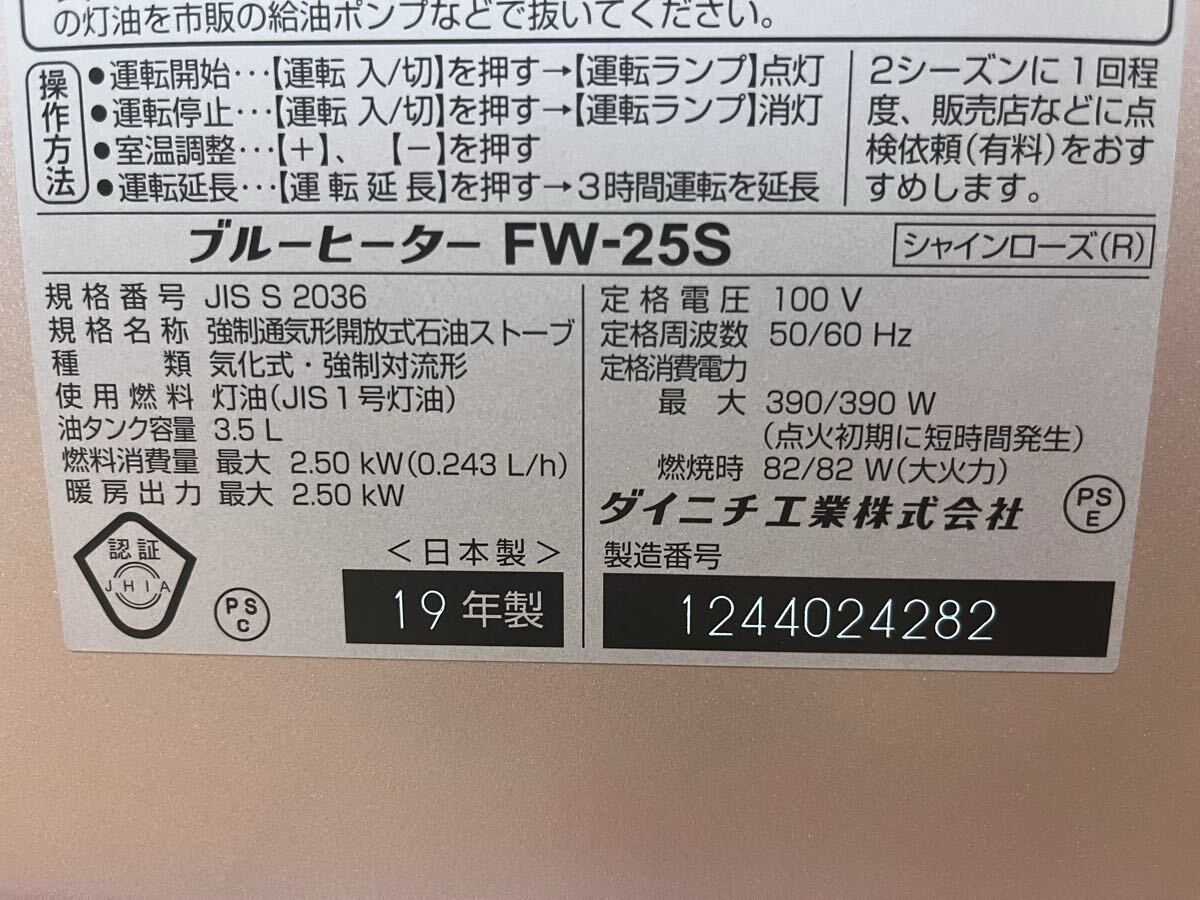 の灯油を市販の給油ポンプなどで抜いてください。
操作方法
●運転開始･･･【運転 入/切】を押す→【運転ランプ】点灯
●運転停止･･･【運転 入/切】を押す→【運転ランプ】消灯
●室温調整･･･【＋】、【－】を押す
●運転延長･･･【運転延長】を押す→3時間運転を延長
2シーズンに1回程
度、販売店などに点
検依頼(有料)をおす
すめします。
ブルーヒーター FW-25S
シャインローズ(R)
規格番号 JIS S 2036
規格名称 強制通気形開放式石油ストーブ
種類 気化式・強制対流形
使用燃料 灯油(JIS1号灯油)
油タンク容量 3.5 L
燃料消費量 最大 2.50 kW(0.243 L/h)
暖房出力 最大 2.50 kW
認証
JHIA
PS
C
<日本製>
19年製
定格電圧 100 V
定格周波数 50/60 Hz
定格消費電力
最大 390/390 W
(点火初期に短時間発生)
燃焼時 82/82 W(大火力)
ダイニチ工業株式会社
PS
E
製造番号
1244024282